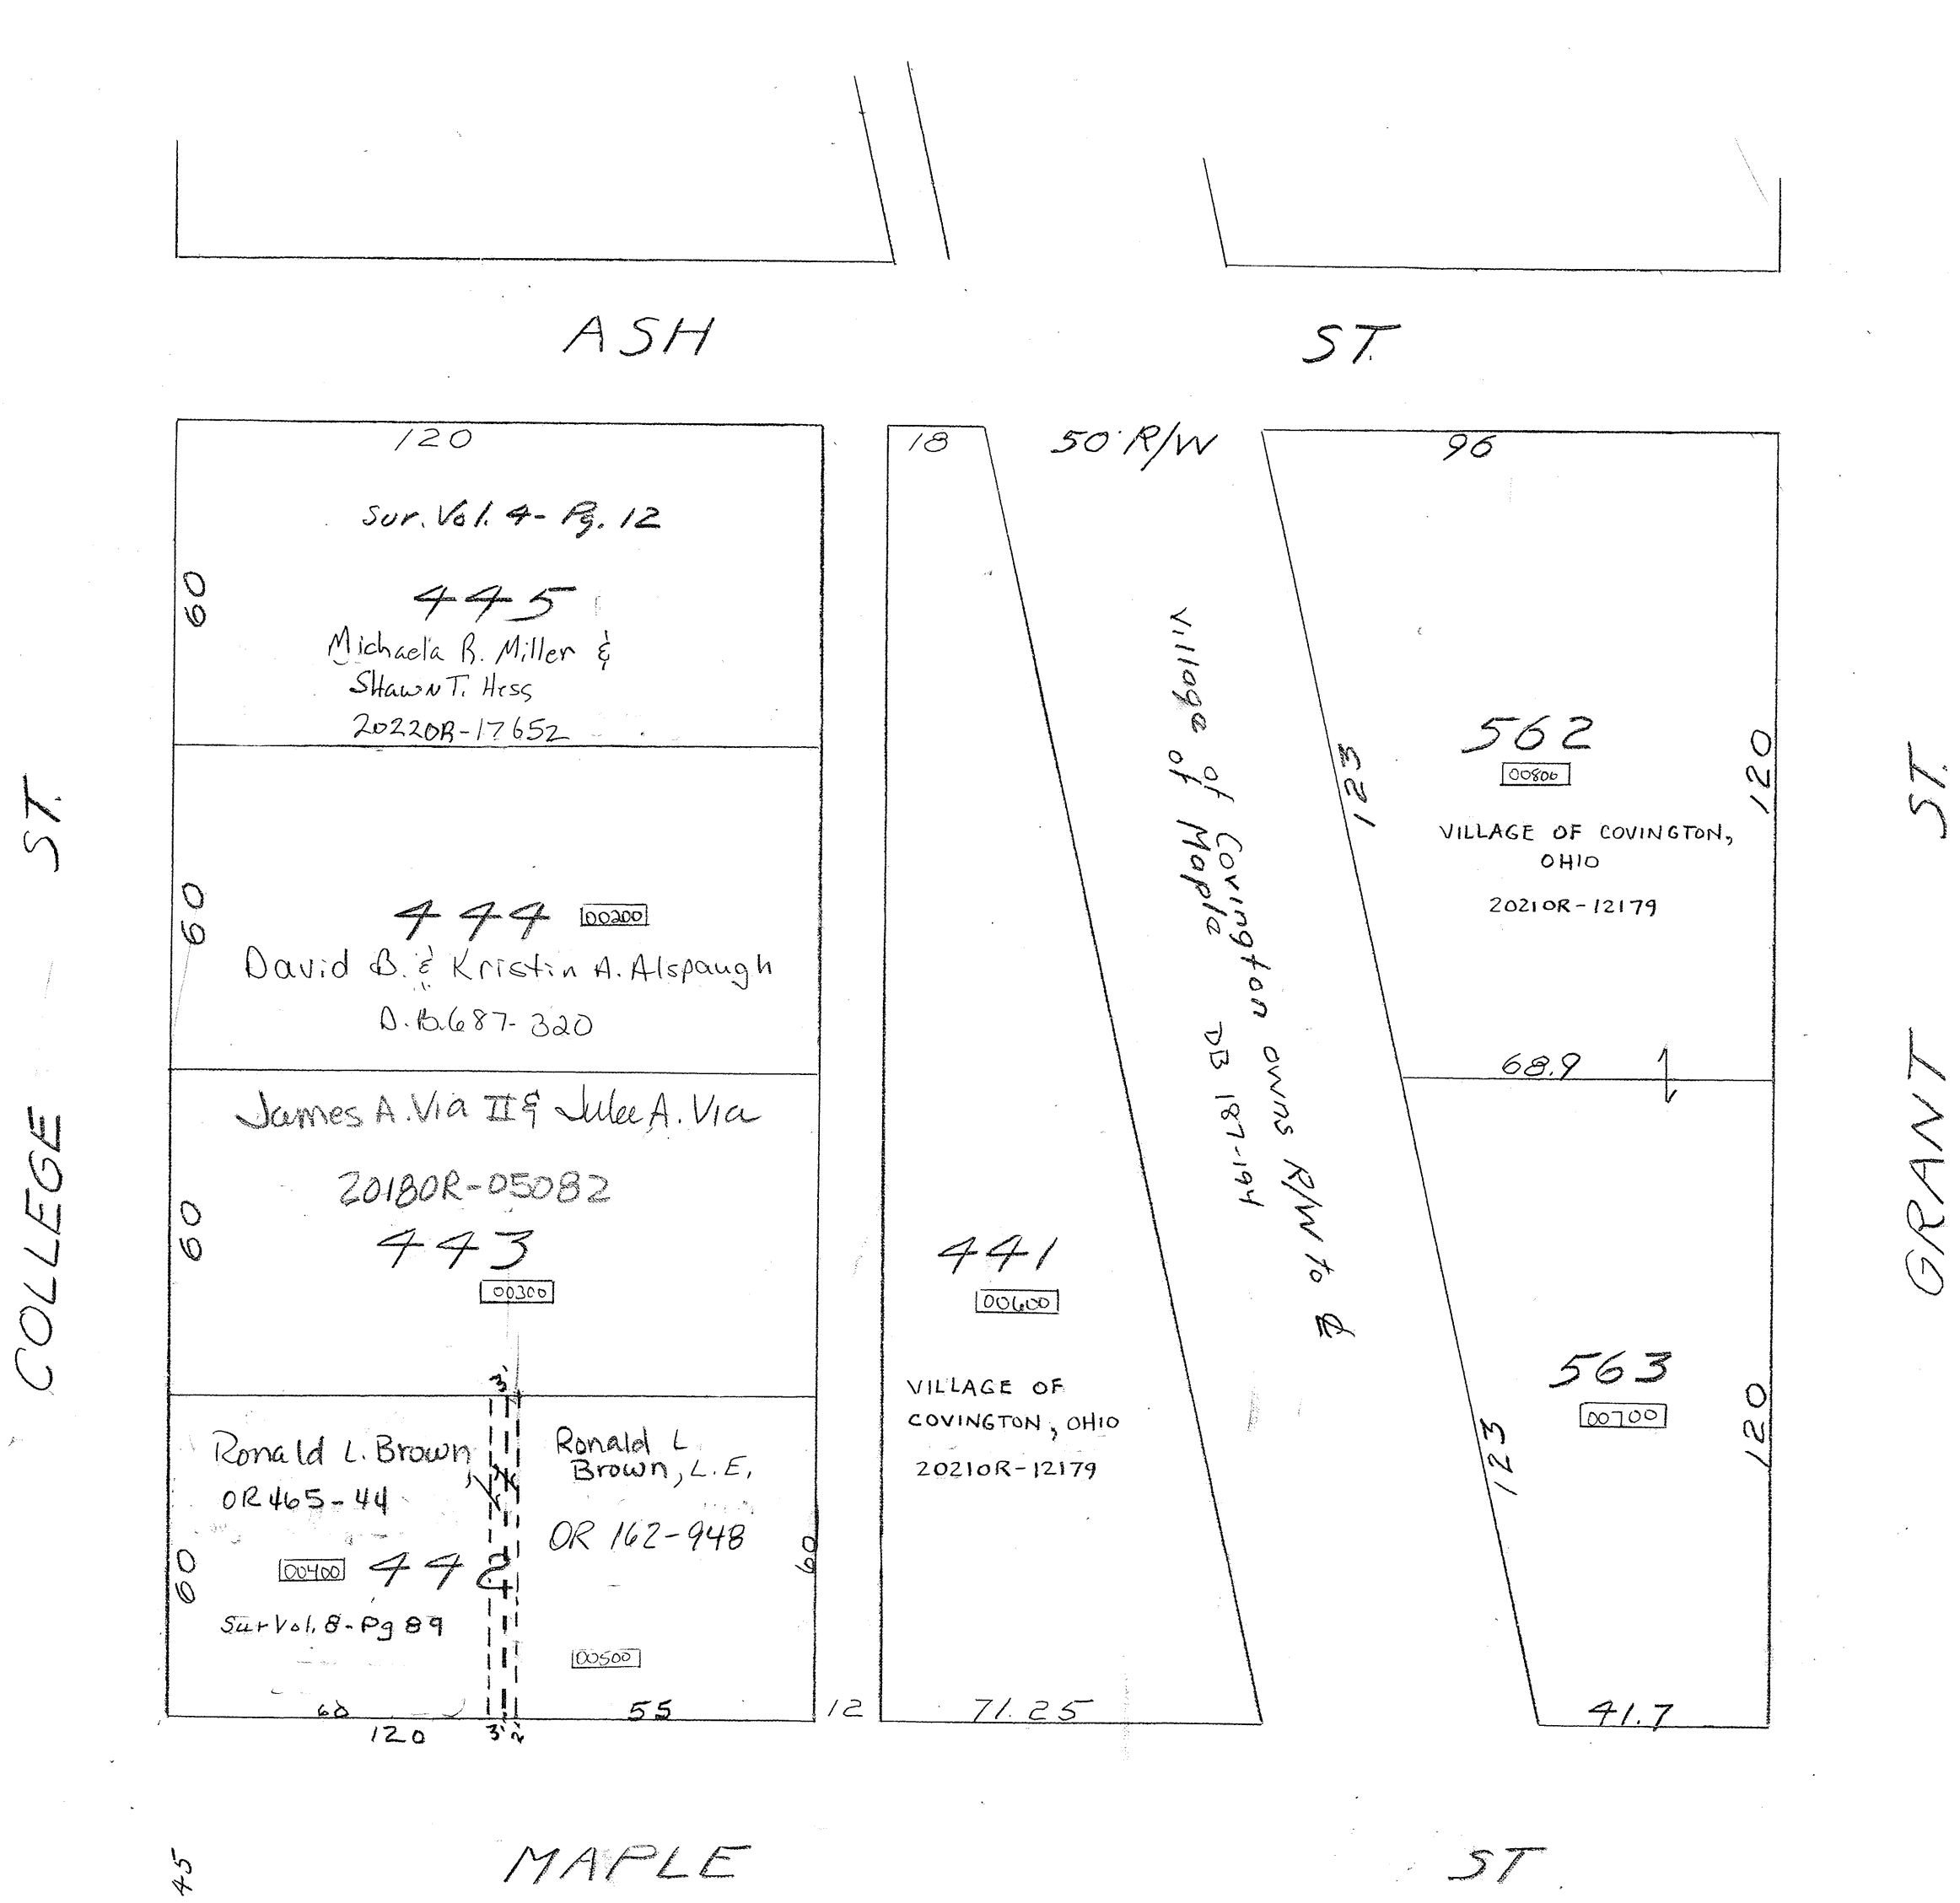 ASH ST.
120
Sur. Vol. 4- Pg. 12
60
445
Michaela R. Miller &
Shawn T. Hess
2022OR-17652
60
444 00200
David B. & Kristin A. Alspaugh
D.B. 687-320
James A. Via II & Julee A. Via
2018OR-05082
60
443
00300
3'
Ronald L. Brown,
OR 465-44
00400 442
Sur Vol. 8-Pg 89
60
60
120
3' 2'
Ronald L
Brown, L.E.,
OR 162-948
60
00500
55
12
18
441
00600
VILLAGE OF
COVINGTON, OHIO
2021OR-12179
71.25
50' R/W
Village of Covington owns R/W to ⅊
of Maple DB 187-194
96
562
00800
123
120
VILLAGE OF COVINGTON,
OHIO
2021OR-12179
68.9
563
00700
123
120
41.7
COLLEGE ST.
GRANT ST.
45
MAPLE ST.